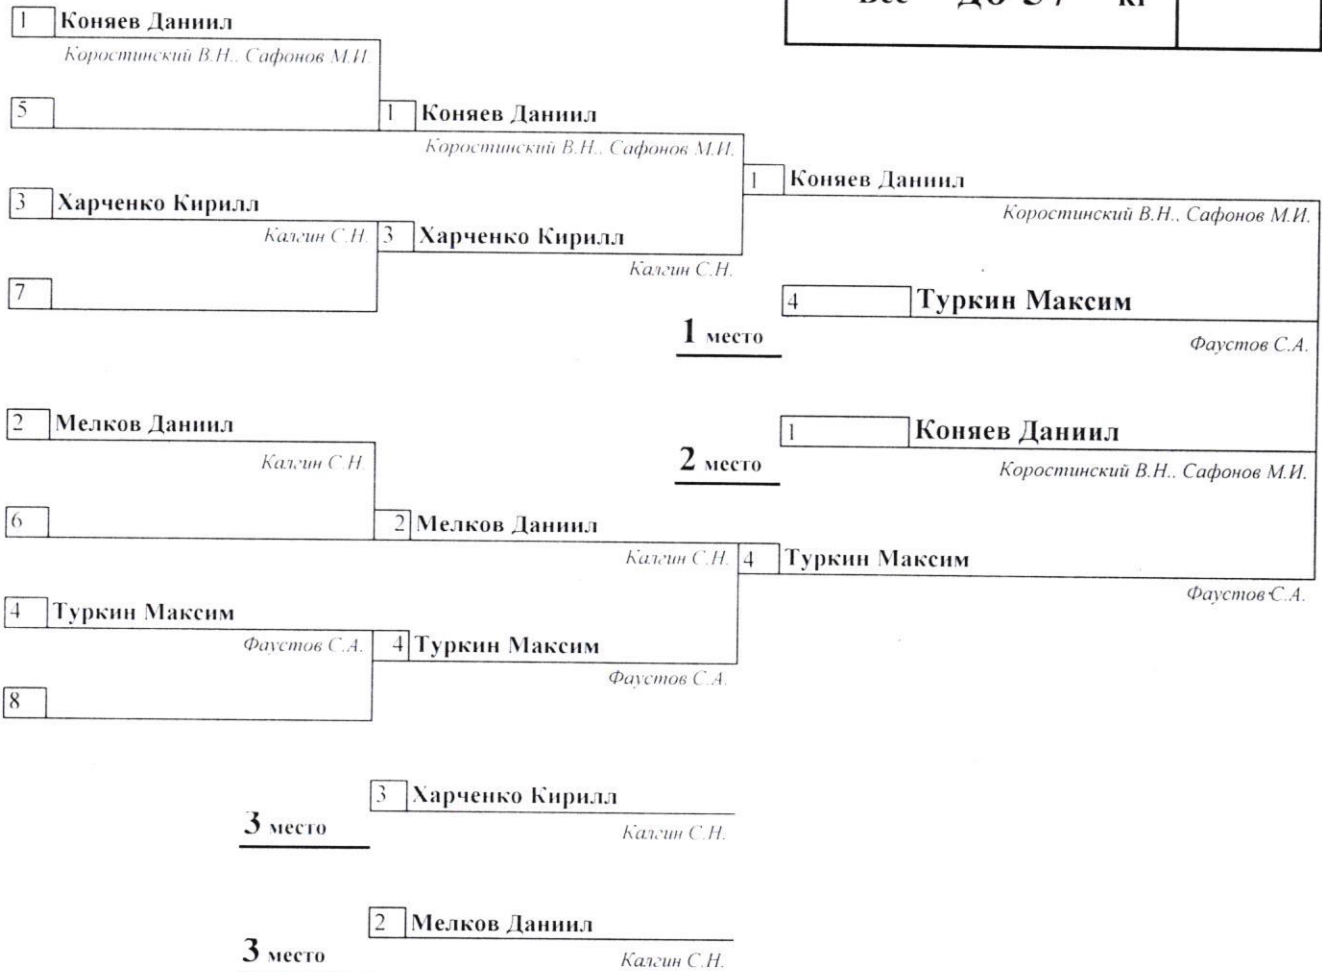 до 57 кг
1 Коняев Даниил
Коростинский В.Н., Сафонов М.И.
5
1 Коняев Даниил
Коростинский В.Н., Сафонов М.И.
1 Коняев Даниил
Коростинский В.Н., Сафонов М.И.
3 Харченко Кирилл
Калгин С.Н.
3 Харченко Кирилл
Калгин С.Н.
7
4 Туркин Максим
1 место
Фаустов С.А.
2 Мелков Даниил
Калгин С.Н.
1 Коняев Даниил
2 место
Коростинский В.Н., Сафонов М.И.
6
2 Мелков Даниил
Калгин С.Н.
4 Туркин Максим
Фаустов С.А.
4 Туркин Максим
Фаустов С.А.
4 Туркин Максим
Фаустов С.А.
8
3 Харченко Кирилл
3 место
Калгин С.Н.
2 Мелков Даниил
3 место
Калгин С.Н.